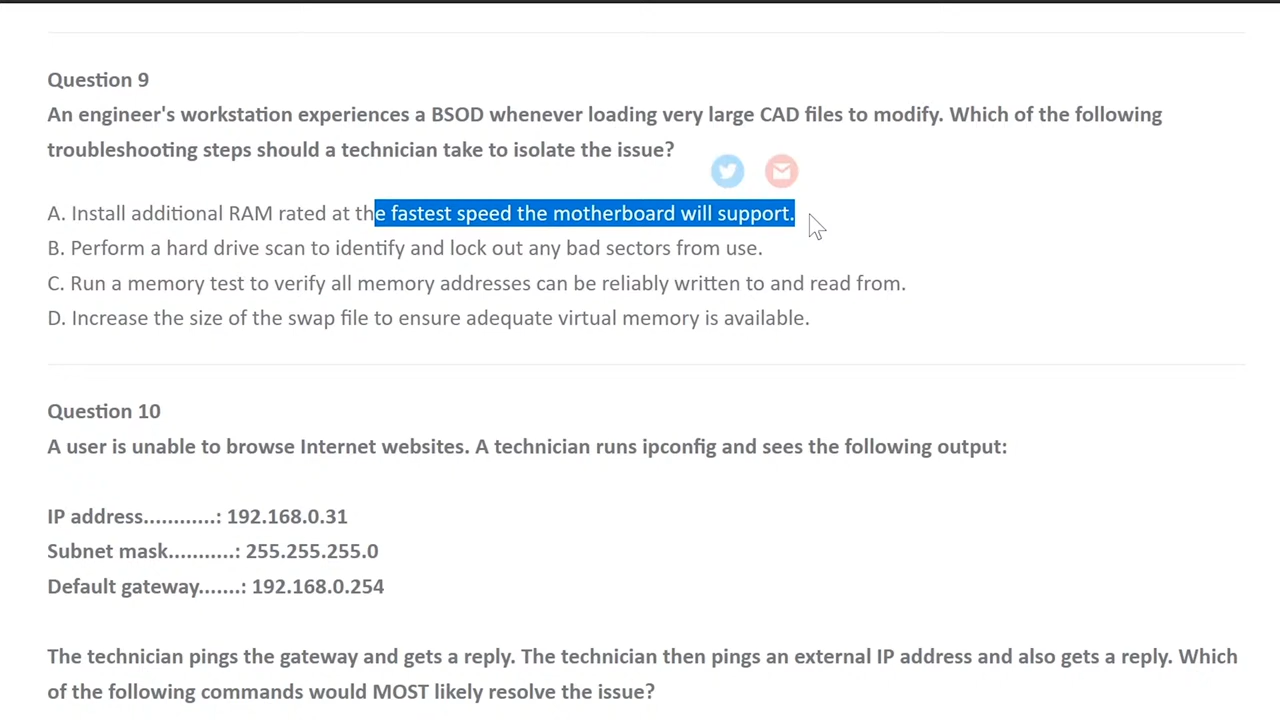 Question 9
An engineer's workstation experiences a BSOD whenever loading very large CAD files to modify. Which of the following
troubleshooting steps should a technician take to isolate the issue?
A. Install additional RAM rated at the fastest speed the motherboard will support.
B. Perform a hard drive scan to identify and lock out any bad sectors from use.
C. Run a memory test to verify all memory addresses can be reliably written to and read from.
D. Increase the size of the swap file to ensure adequate virtual memory is available.
Question 10
A user is unable to browse Internet websites. A technician runs ipconfig and sees the following output:
IP address............: 192.168.0.31
Subnet mask...........: 255.255.255.0
Default gateway.......: 192.168.0.254
The technician pings the gateway and gets a reply. The technician then pings an external IP address and also gets a reply. Which
of the following commands would MOST likely resolve the issue?